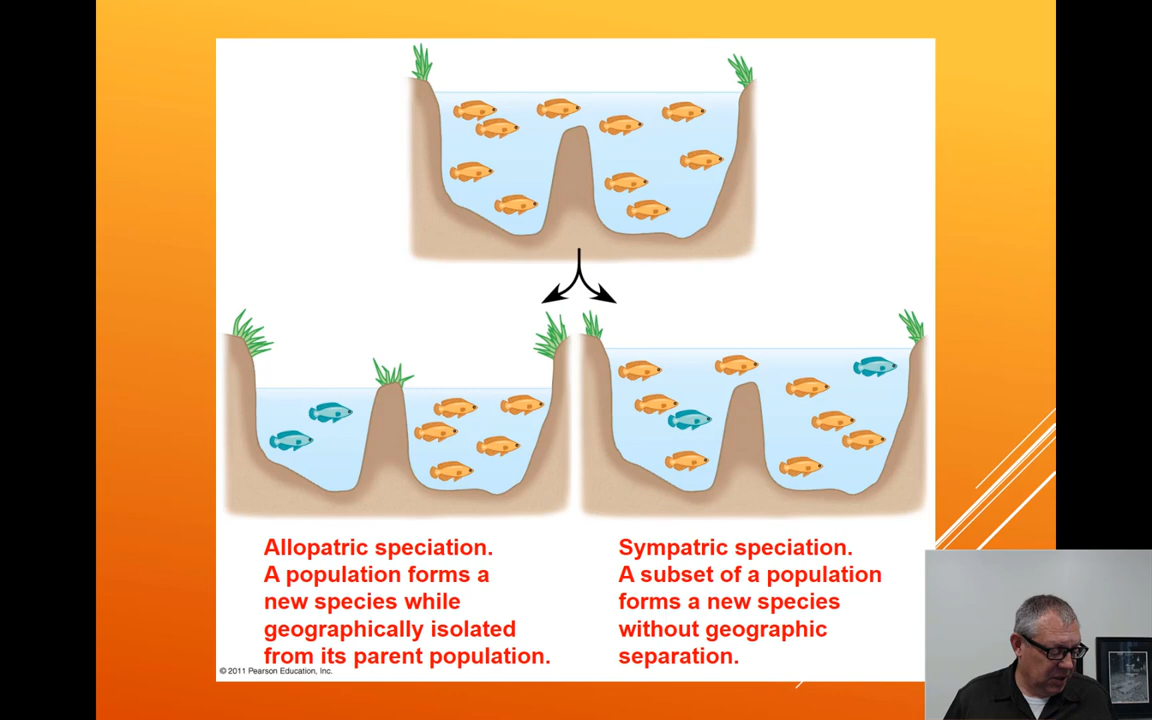 Allopatric speciation.
A population forms a
new species while
geographically isolated
from its parent population.
Sympatric speciation.
A subset of a population
forms a new species
without geographic
separation.
© 2011 Pearson Education, Inc.